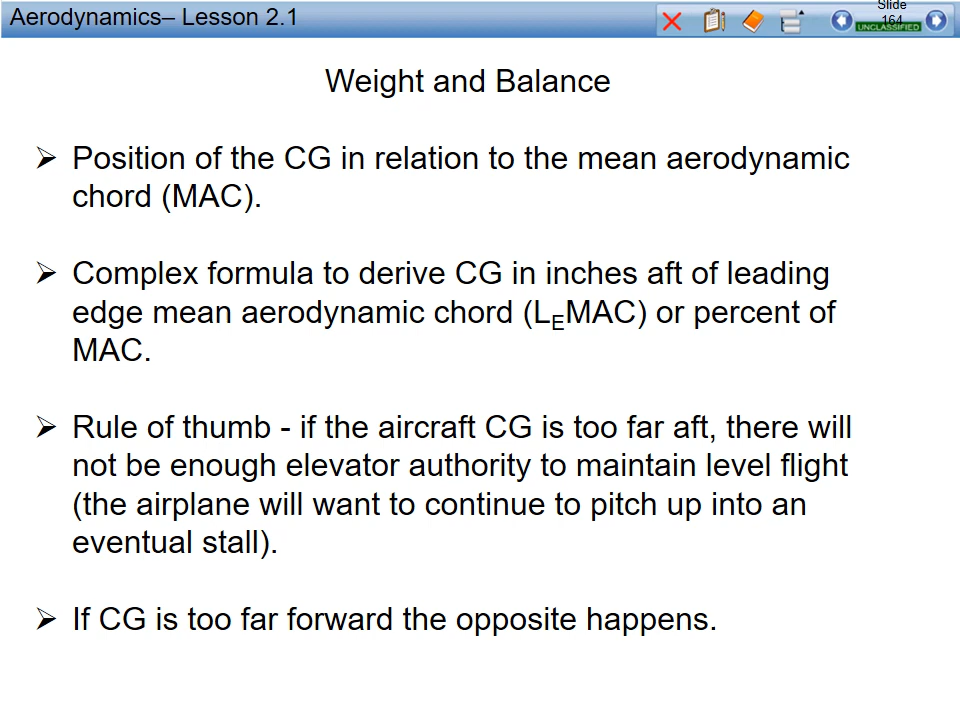 Aerodynamics– Lesson 2.1
Slide
164
UNCLASSIFIED
Weight and Balance
➢ Position of the CG in relation to the mean aerodynamic
chord (MAC).
➢ Complex formula to derive CG in inches aft of leading
edge mean aerodynamic chord (LEMAC) or percent of
MAC.
➢ Rule of thumb - if the aircraft CG is too far aft, there will
not be enough elevator authority to maintain level flight
(the airplane will want to continue to pitch up into an
eventual stall).
➢ If CG is too far forward the opposite happens.